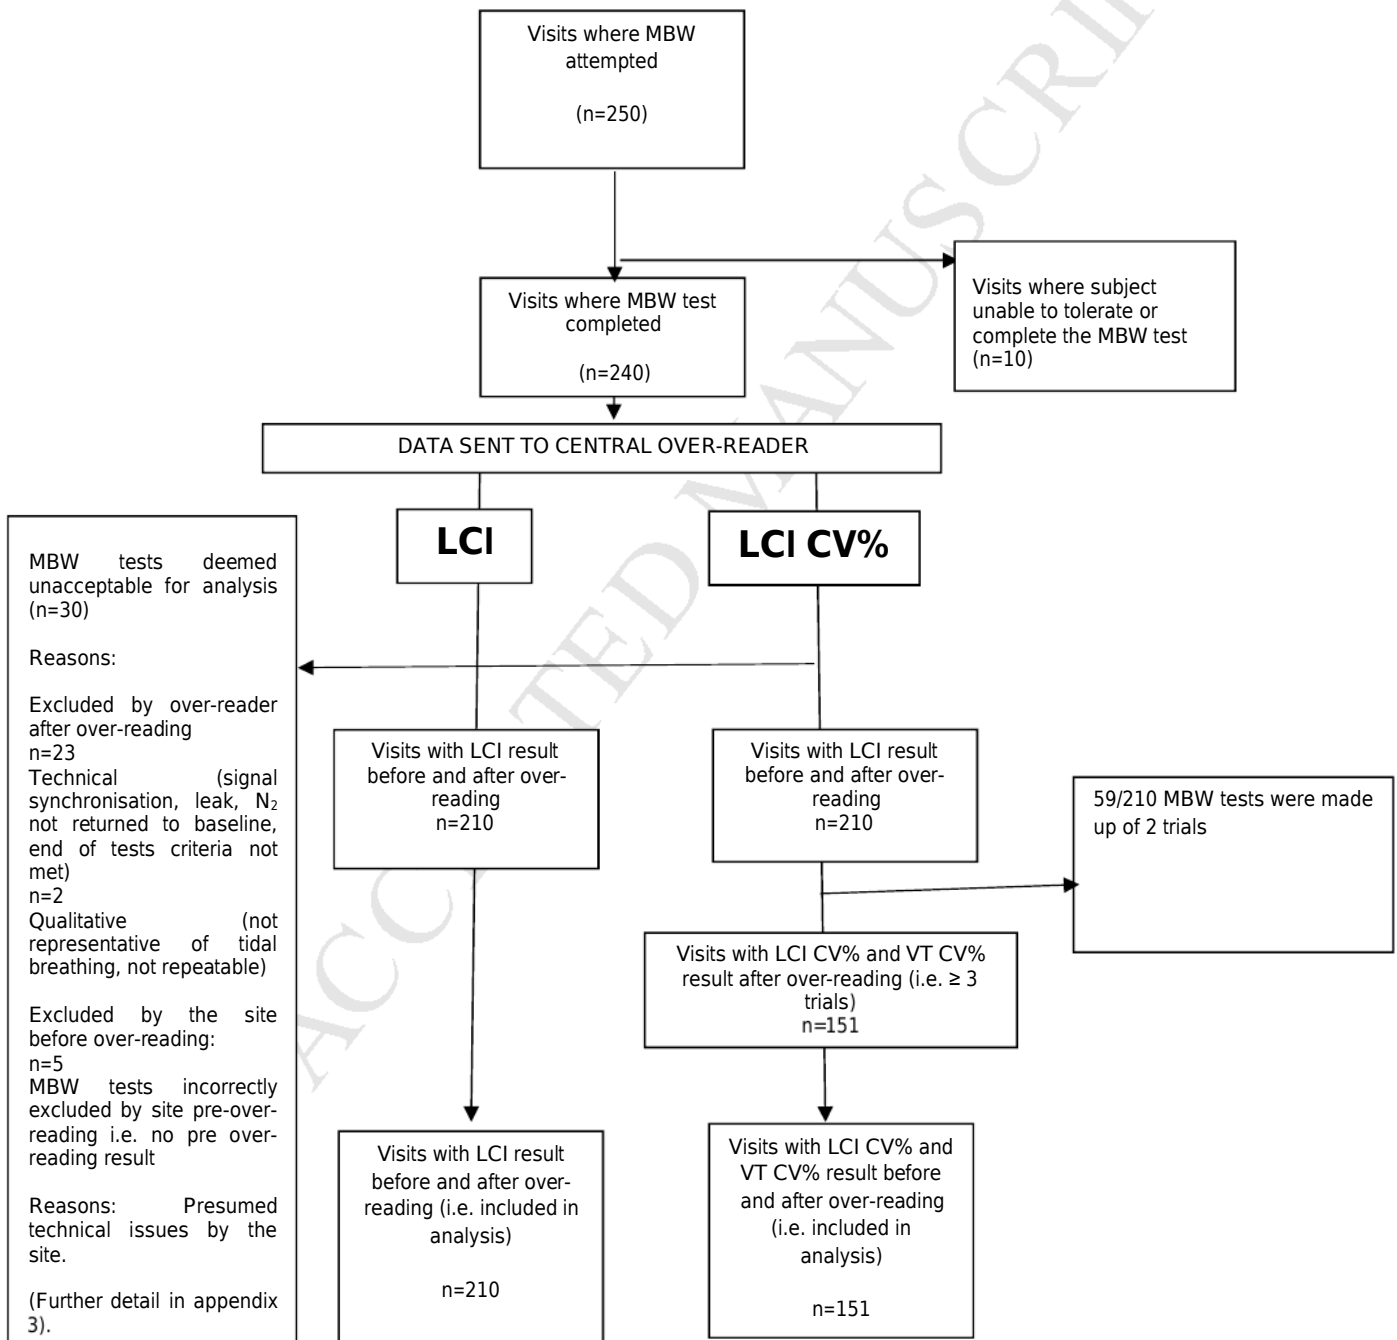 Visits where MBW
attempted
(n=250)
Visits where subject
unable to tolerate or
complete the MBW test
(n=10)
Visits where MBW test
completed
(n=240)
DATA SENT TO CENTRAL OVER-READER
LCI
LCI CV%
MBW tests deemed
unacceptable for analysis
(n=30)
Reasons:
Excluded by over-reader
after over-reading
n=23
Technical (signal
synchronisation, leak, N₂
not returned to baseline,
end of tests criteria not
met)
n=2
Qualitative (not
representative of tidal
breathing, not repeatable)
Excluded by the site
before over-reading:
n=5
MBW tests incorrectly
excluded by site pre-over-
reading i.e. no pre over-
reading result
Reasons: Presumed
technical issues by the
site.
(Further detail in appendix
3).
Visits with LCI result
before and after over-
reading
n=210
Visits with LCI result
before and after over-
reading
n=210
59/210 MBW tests were made
up of 2 trials
Visits with LCI CV% and VT CV%
result after over-reading (i.e. ≥ 3
trials)
n=151
Visits with LCI result
before and after over-
reading (i.e. included in
analysis)
n=210
Visits with LCI CV% and
VT CV% result before
and after over-reading
(i.e. included in
analysis)
n=151